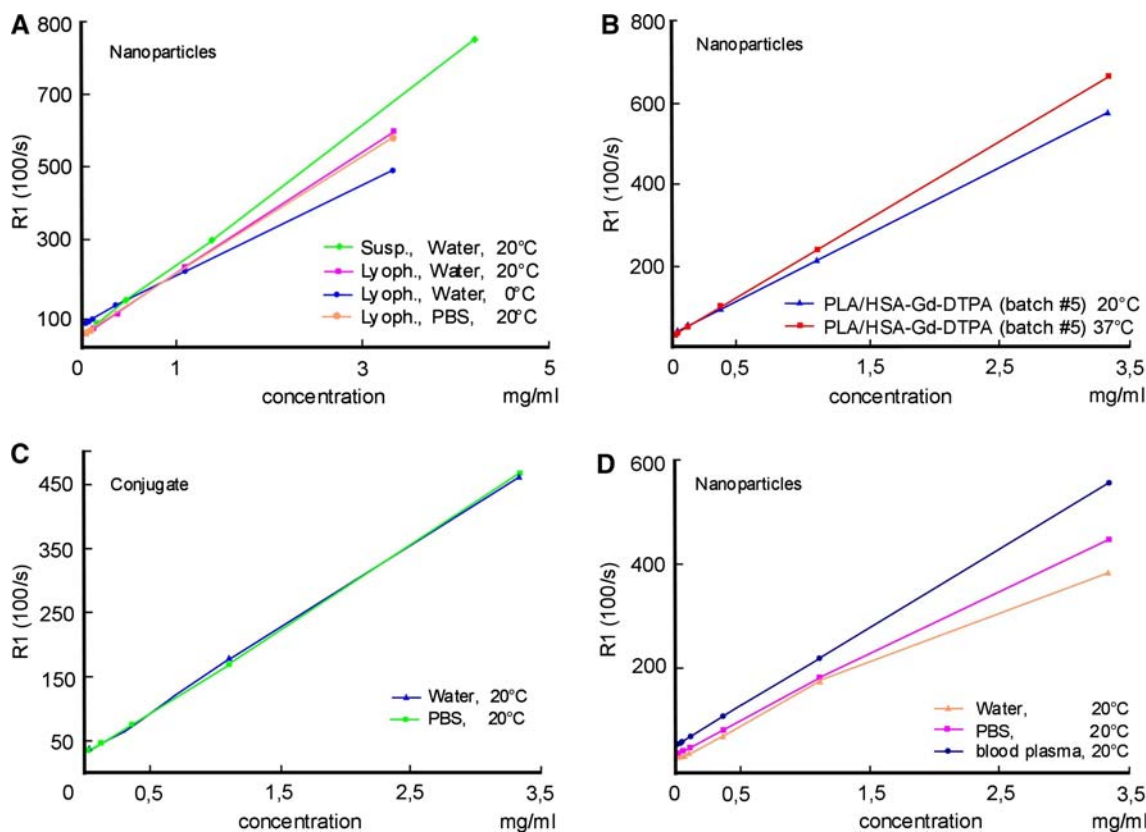 A
Nanoparticles
R1 (100/s)
800
700
500
300
100
Susp., Water, 20°C
Lyoph., Water, 20°C
Lyoph., Water, 0°C
Lyoph., PBS, 20°C
0 1 3 5
concentration mg/ml
B
Nanoparticles
R1 (100/s)
800
600
400
200
PLA/HSA-Gd-DTPA (batch #5) 20°C
PLA/HSA-Gd-DTPA (batch #5) 37°C
0 0,5 1,5 2,5 3,5
concentration mg/ml
C
Conjugate
R1 (100/s)
450
350
250
150
50
Water, 20°C
PBS, 20°C
0 0,5 1,5 2,5 3,5
concentration mg/ml
D
Nanoparticles
R1 (100/s)
600
400
200
Water, 20°C
PBS, 20°C
blood plasma, 20°C
0 0,5 1,5 2,5 3,5
concentration mg/ml